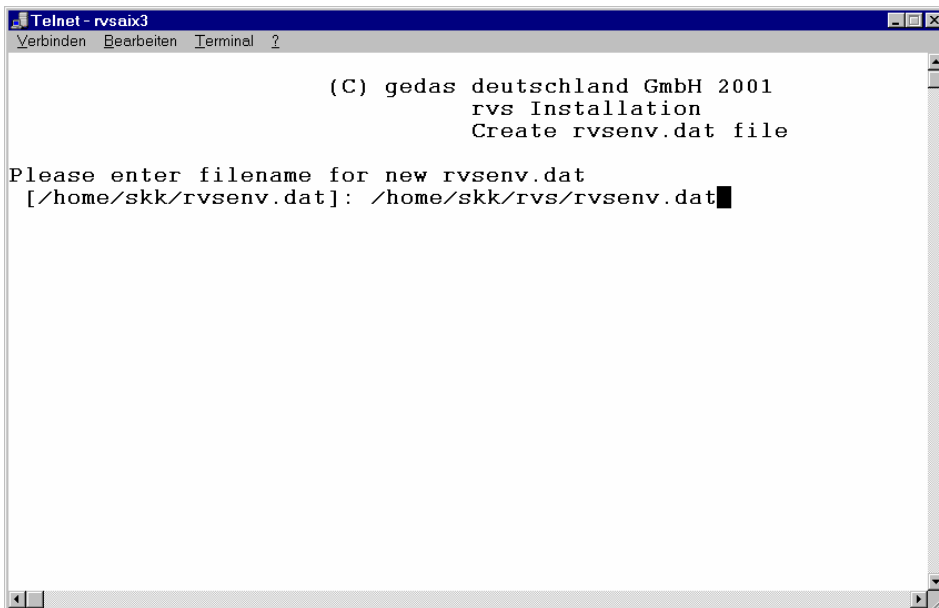 Telnet - rvsaix3
Verbinden Bearbeiten Terminal ?
(C) gedas deutschland GmbH 2001
rvs Installation
Create rvsenv.dat file
Please enter filename for new rvsenv.dat
[/home/skk/rvsenv.dat]: /home/skk/rvs/rvsenv.dat